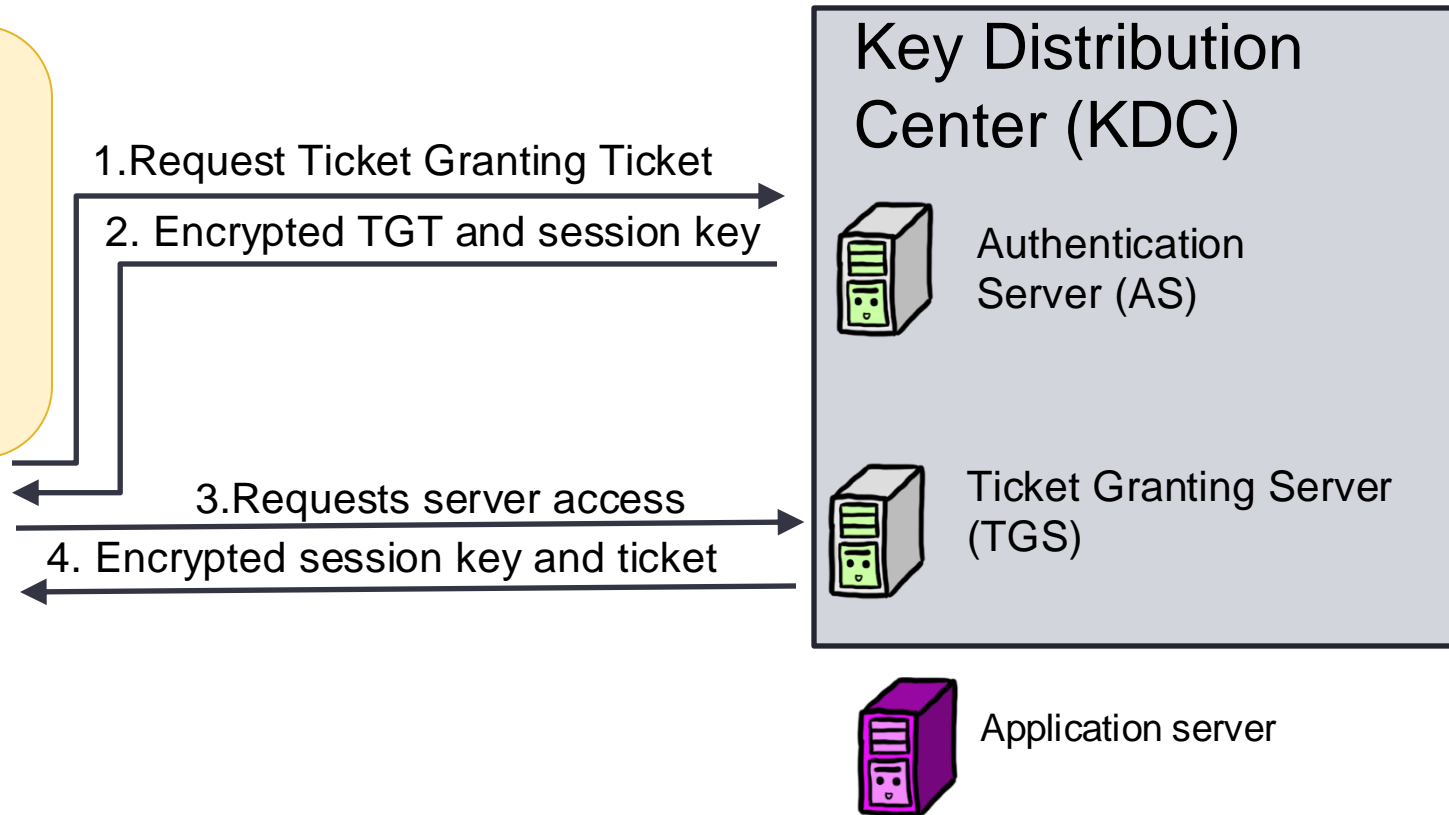 Key Distribution
Center (KDC)
1.Request Ticket Granting Ticket
2. Encrypted TGT and session key
Authentication
Server (AS)
3.Requests server access
4. Encrypted session key and ticket
Ticket Granting Server
(TGS)
Application server